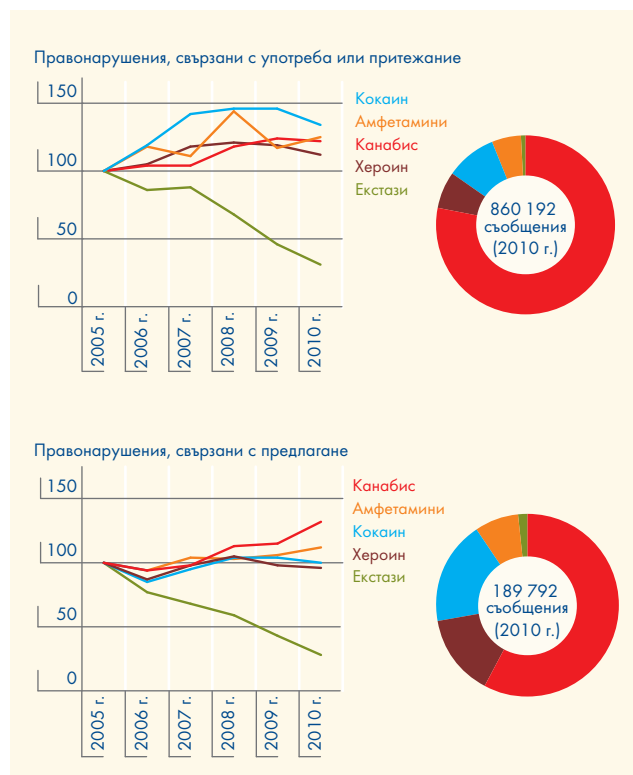 Правонарушения, свързани с употреба или притежание
150
100
50
0
2005 г.
2006 г.
2007 г.
2008 г.
2009 г.
2010 г.
Кокаин
Амфетамини
Канабис
Хероин
Екстази
860 192
съобщения
(2010 г.)
Правонарушения, свързани с предлагане
150
100
50
0
2005 г.
2006 г.
2007 г.
2008 г.
2009 г.
2010 г.
Канабис
Амфетамини
Кокаин
Хероин
Екстази
189 792
съобщения
(2010 г.)